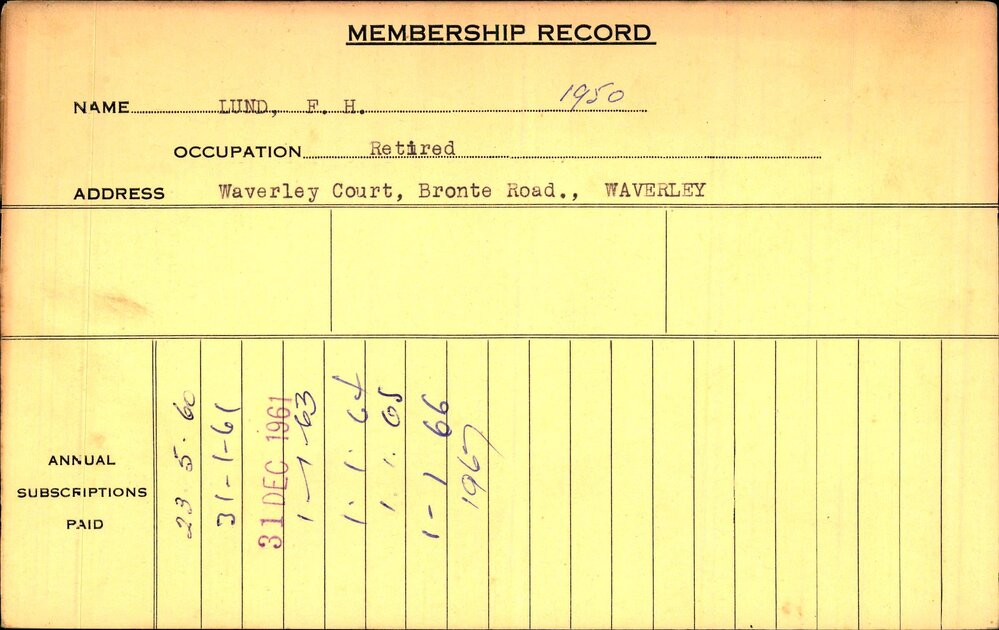 MEMBERSHIP RECORD
NAME LUND, F. H. 1950
OCCUPATION Retired
ADDRESS Waverley Court, Bronte Road., WAVERLEY
ANNUAL
SUBSCRIPTIONS
PAID
23.5.60
31-1-61
31 DEC 1961
1-1-63
1.1.64
1.1.65
1-1-66
1967